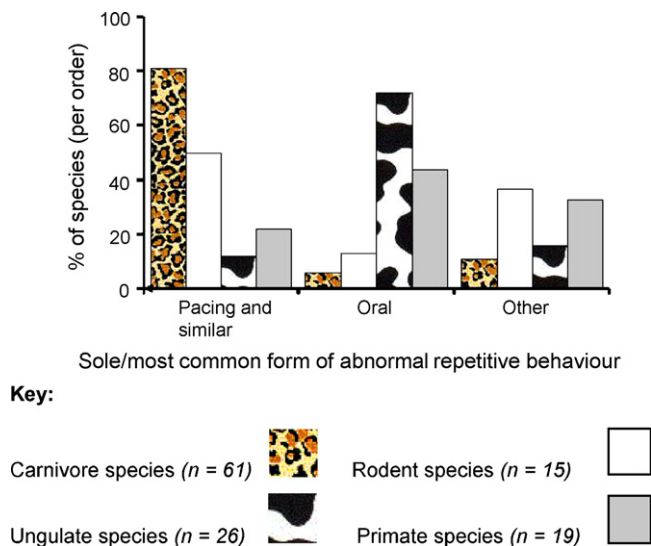 % of species (per order)
100
80
60
40
20
0
Pacing and
similar
Oral
Other
Sole/most common form of abnormal repetitive behaviour
Key:
Carnivore species (n = 61)
Rodent species (n = 15)
Ungulate species (n = 26)
Primate species (n = 19)